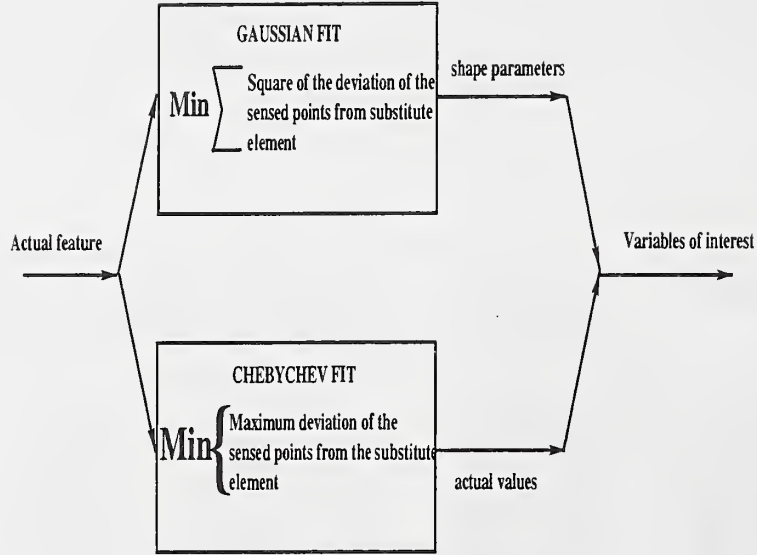 GAUSSIAN FIT
Min
Square of the deviation of the
sensed points from substitute
element
shape parameters
Actual feature
Variables of interest
CHEBYCHEV FIT
Min
Maximum deviation of the
sensed points from the substitute
element
actual values